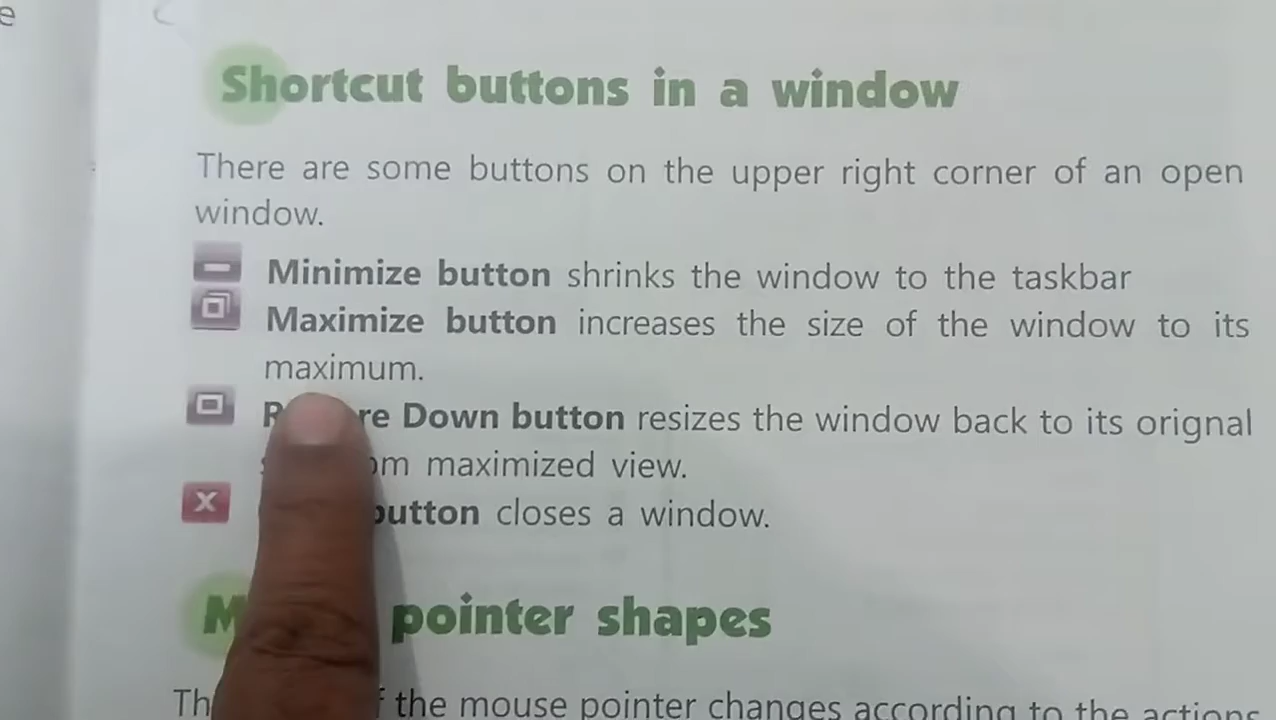 e
Shortcut buttons in a window
There are some buttons on the upper right corner of an open
window.
Minimize button shrinks the window to the taskbar
Maximize button increases the size of the window to its
maximum.
Down button resizes the window back to its orignal
maximized view.
button closes a window.
pointer shapes
the mouse pointer changes according to the actions